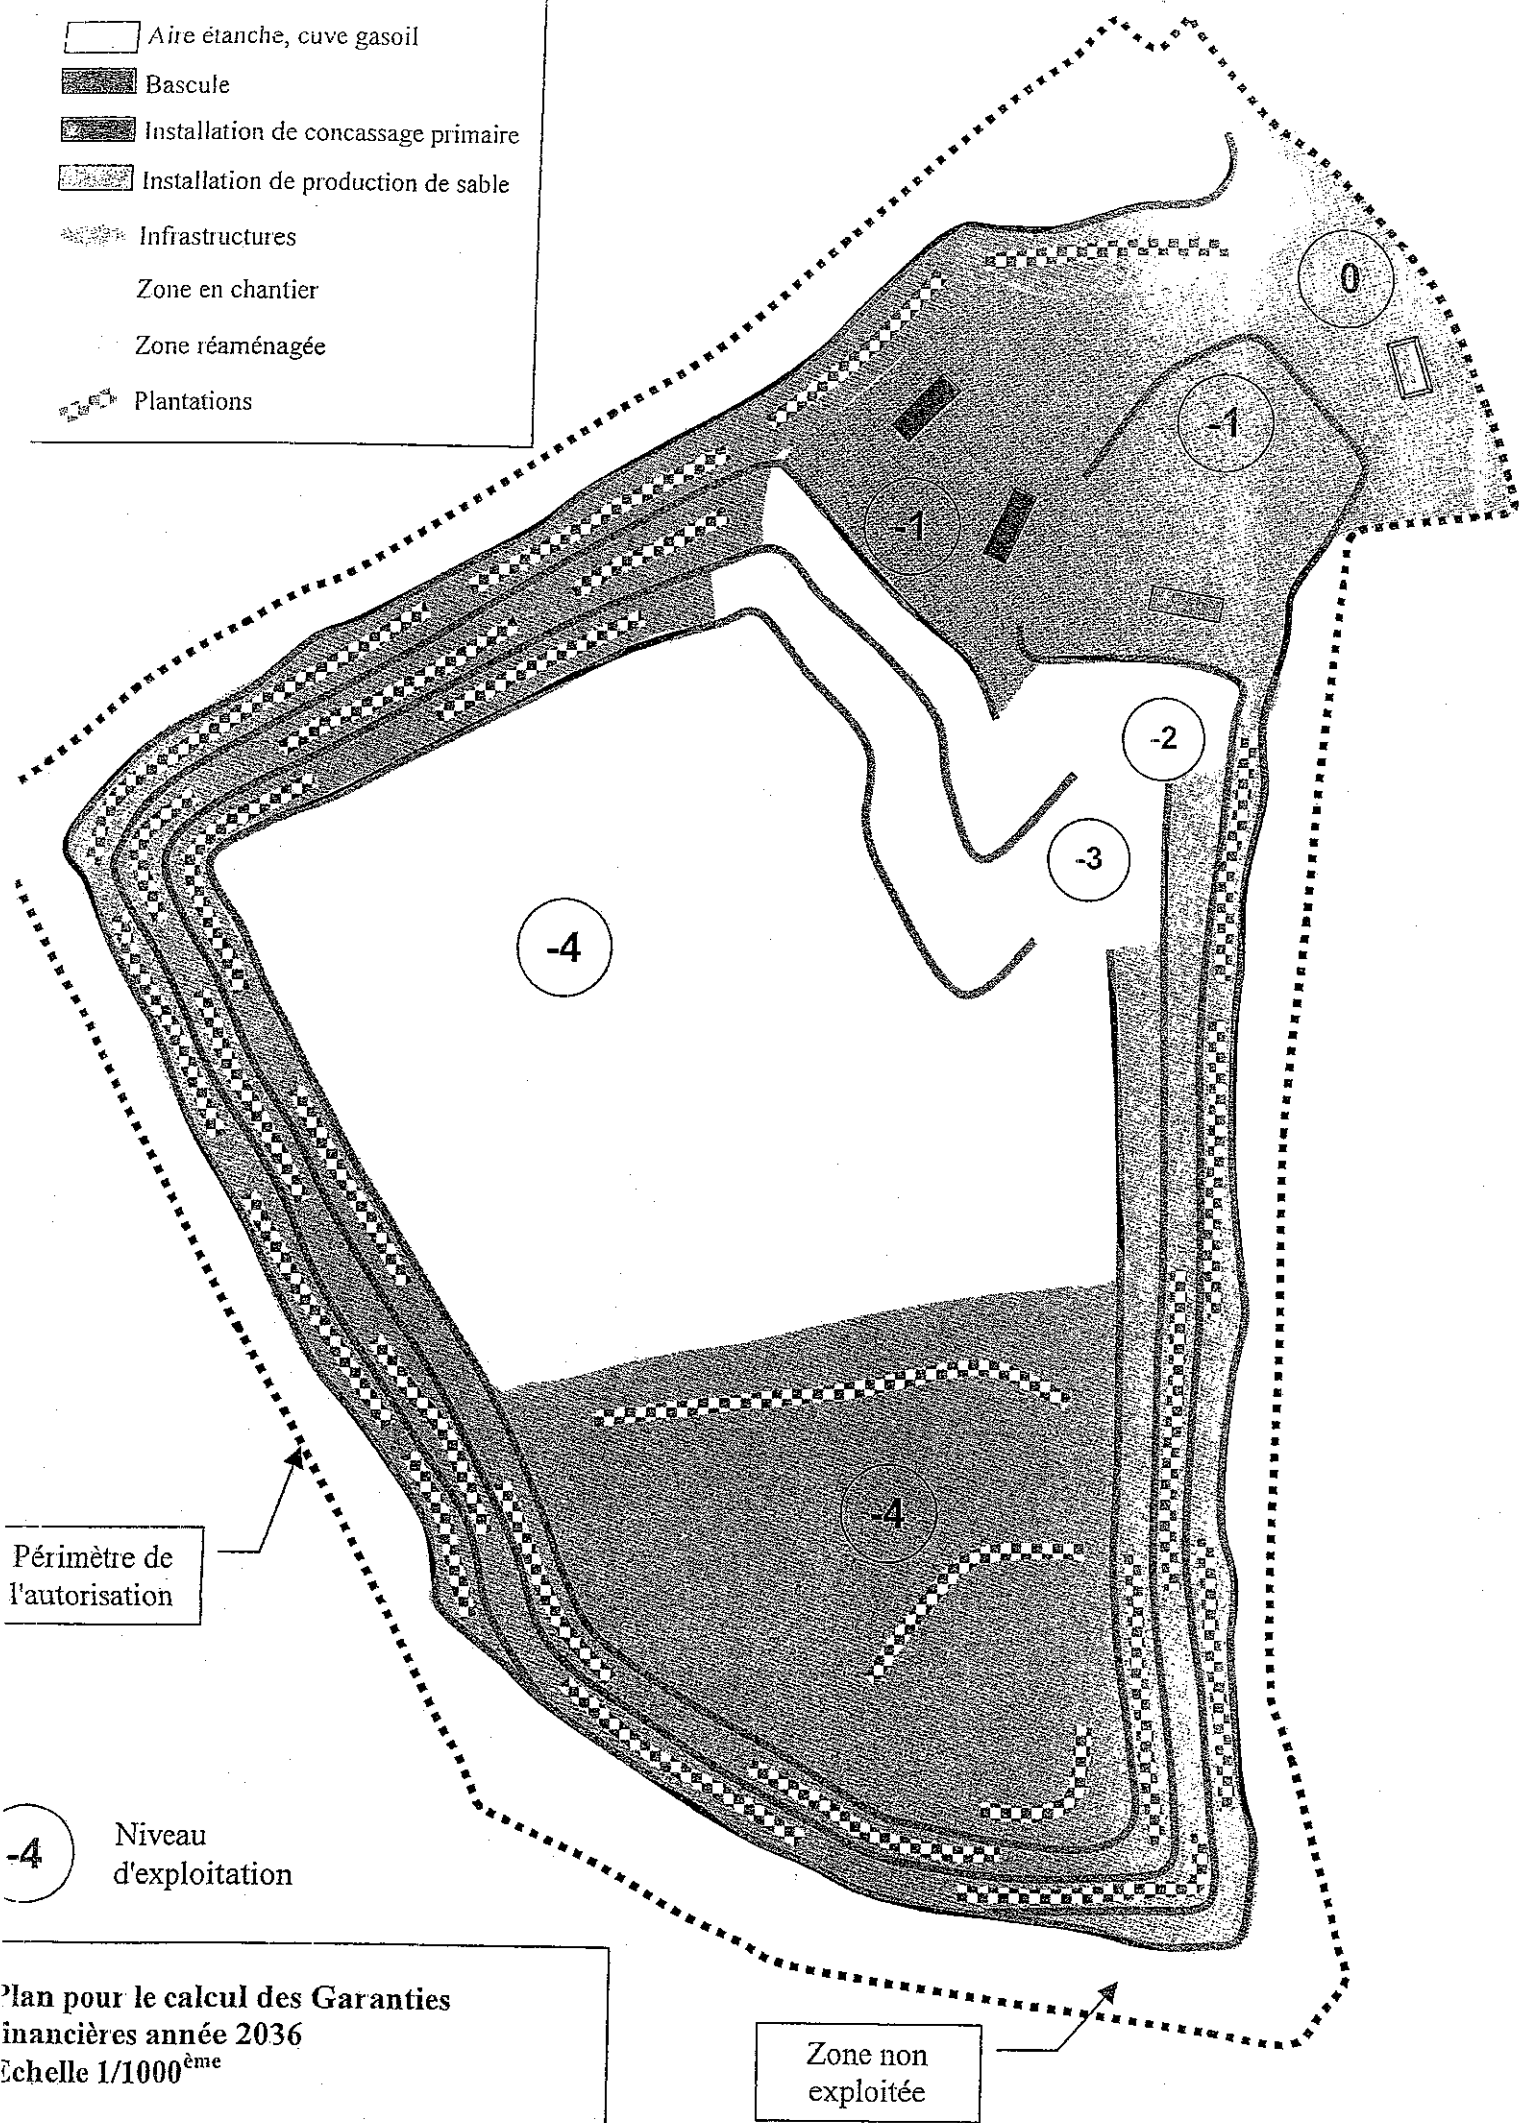 Aire étanche, cuve gasoil
Bascule
Installation de concassage primaire
Installation de production de sable
Infrastructures
Zone en chantier
Zone réaménagée
Plantations
0
-1
-1
-2
-3
-4
-4
Périmètre de
l'autorisation
-4
Niveau
d'exploitation
Plan pour le calcul des Garanties
financières année 2036
Echelle 1/1000ème
Zone non
exploitée